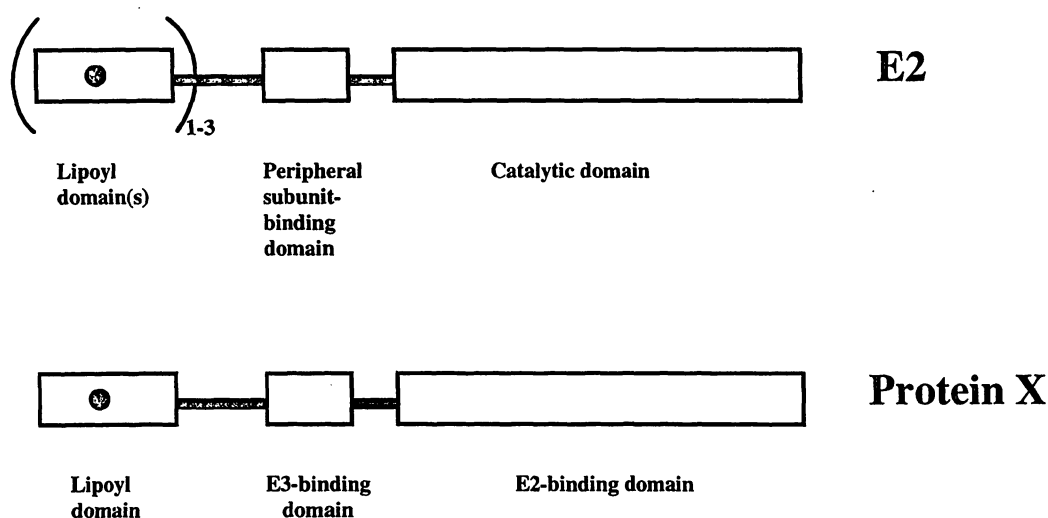 E2
1-3
Lipoyl
domain(s)
Peripheral
subunit-
binding
domain
Catalytic domain
Protein X
Lipoyl
domain
E3-binding
domain
E2-binding domain